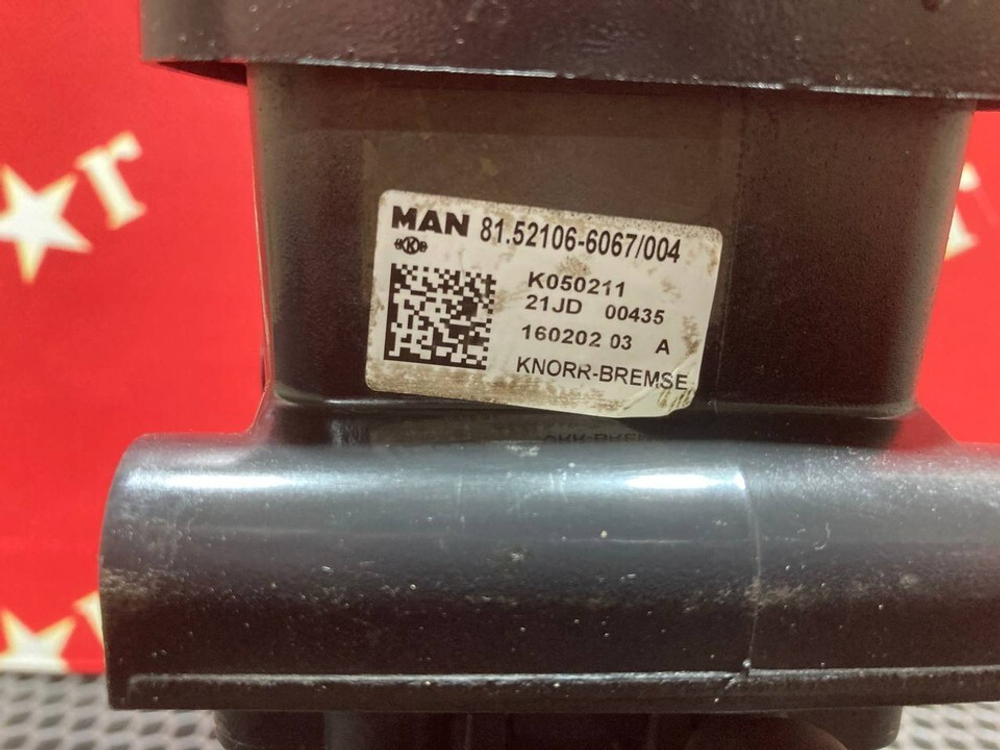 MAN 81.52106-6067/004
K
K050211
21JD 00435
160202 03 A
KNORR-BREMSE
r
r